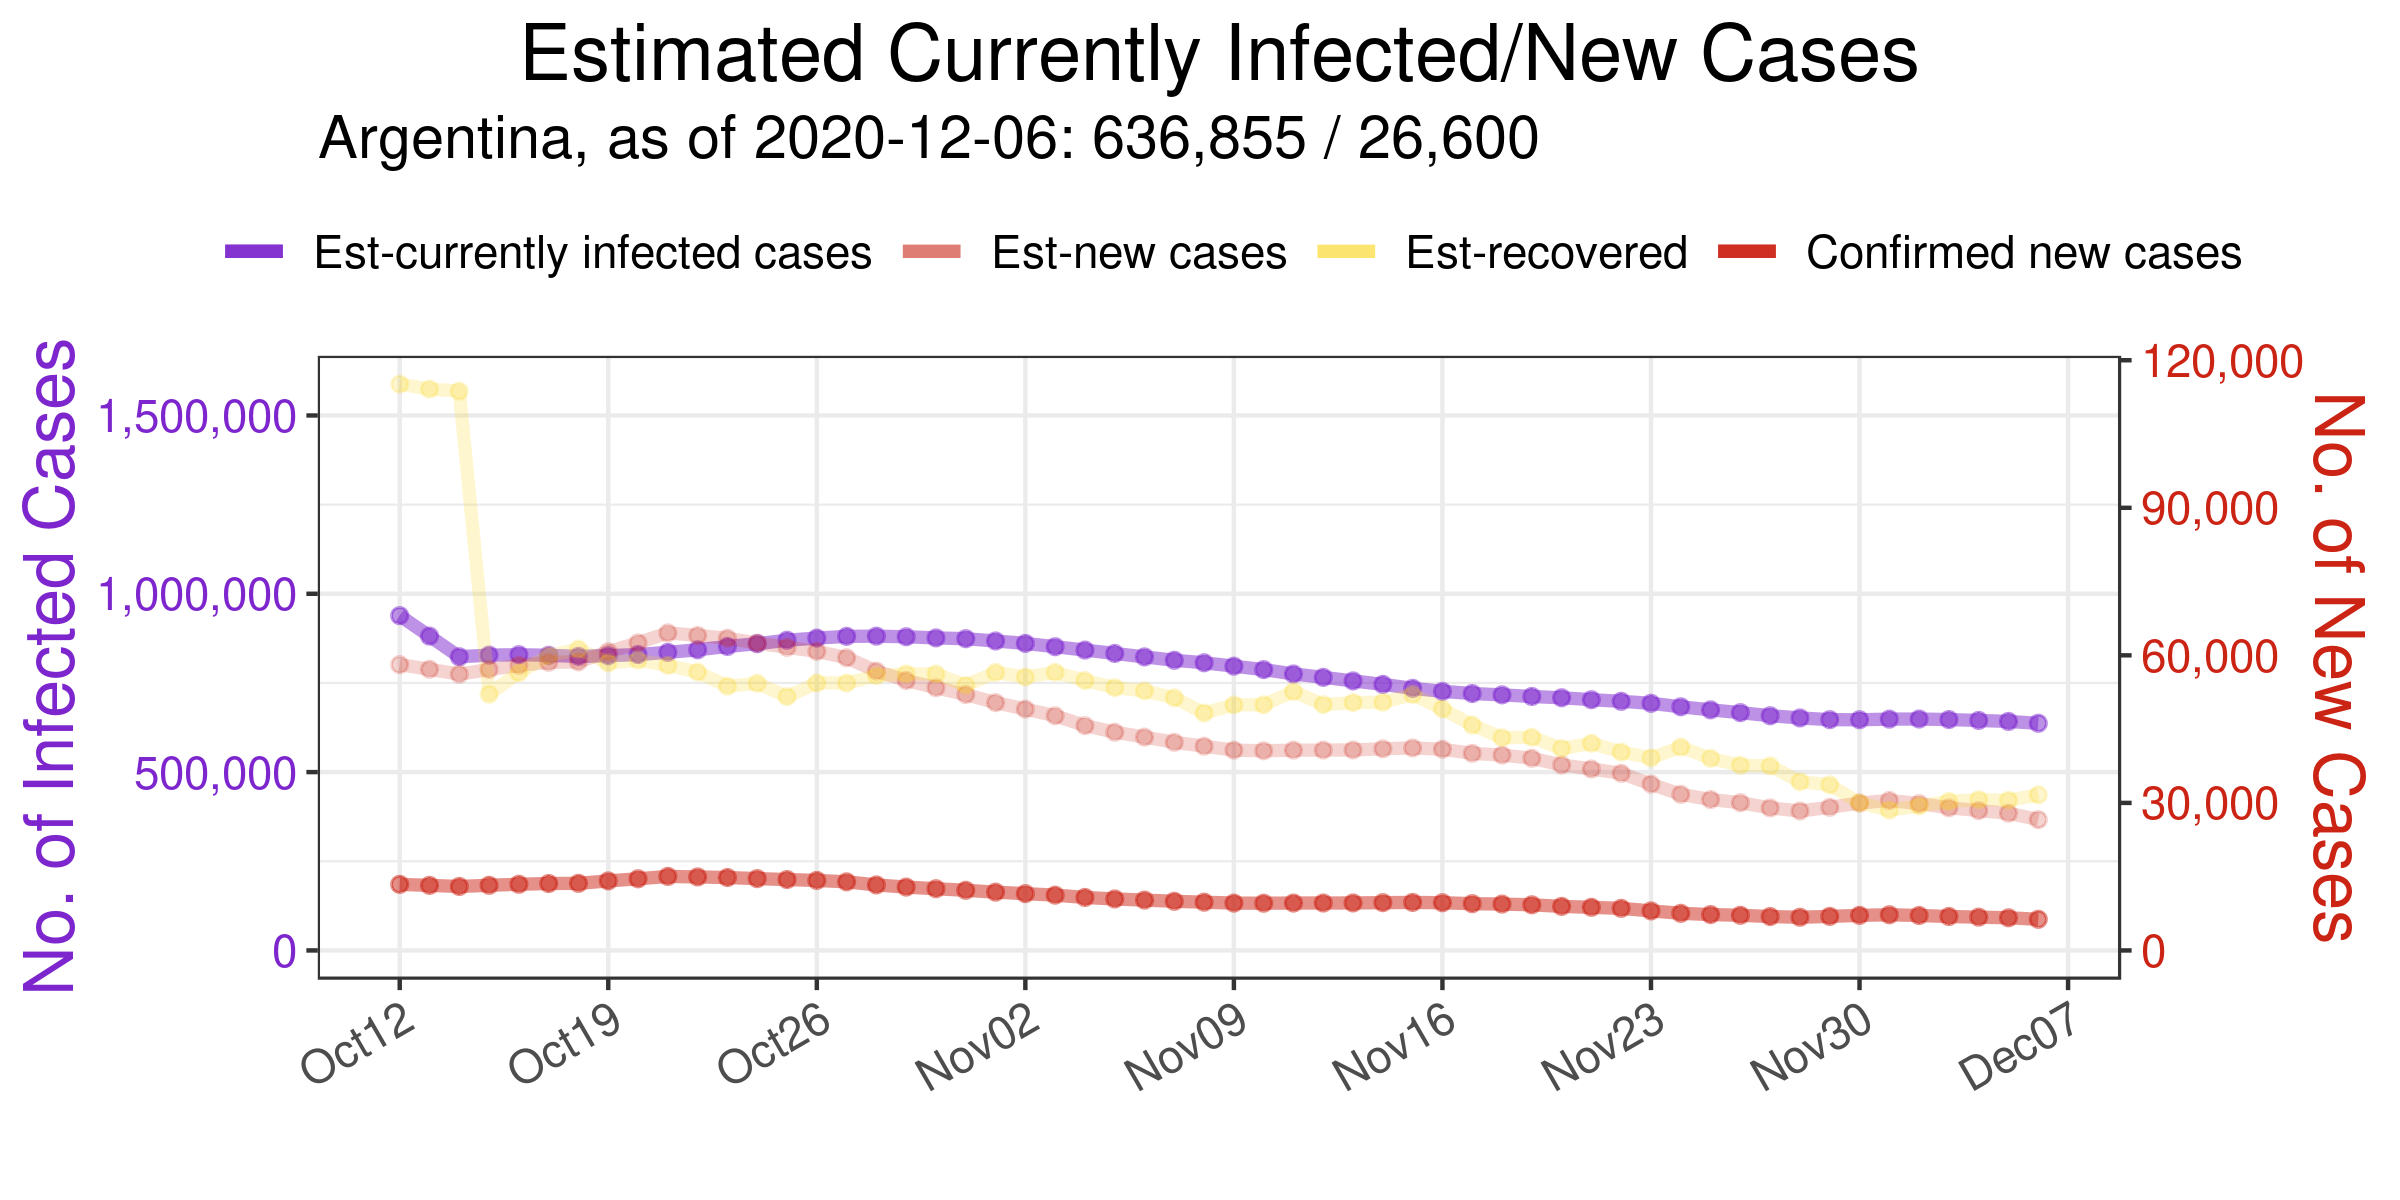 Estimated Currently Infected/New Cases
Argentina, as of 2020-12-06: 636,855 / 26,600
Est-currently infected cases Est-new cases Est-recovered Confirmed new cases
No. of Infected Cases
1,500,000
1,000,000
500,000
0
120,000
90,000
60,000
30,000
0
No. of New Cases
Oct12 Oct19 Oct26 Nov02 Nov09 Nov16 Nov23 Nov30 Dec07